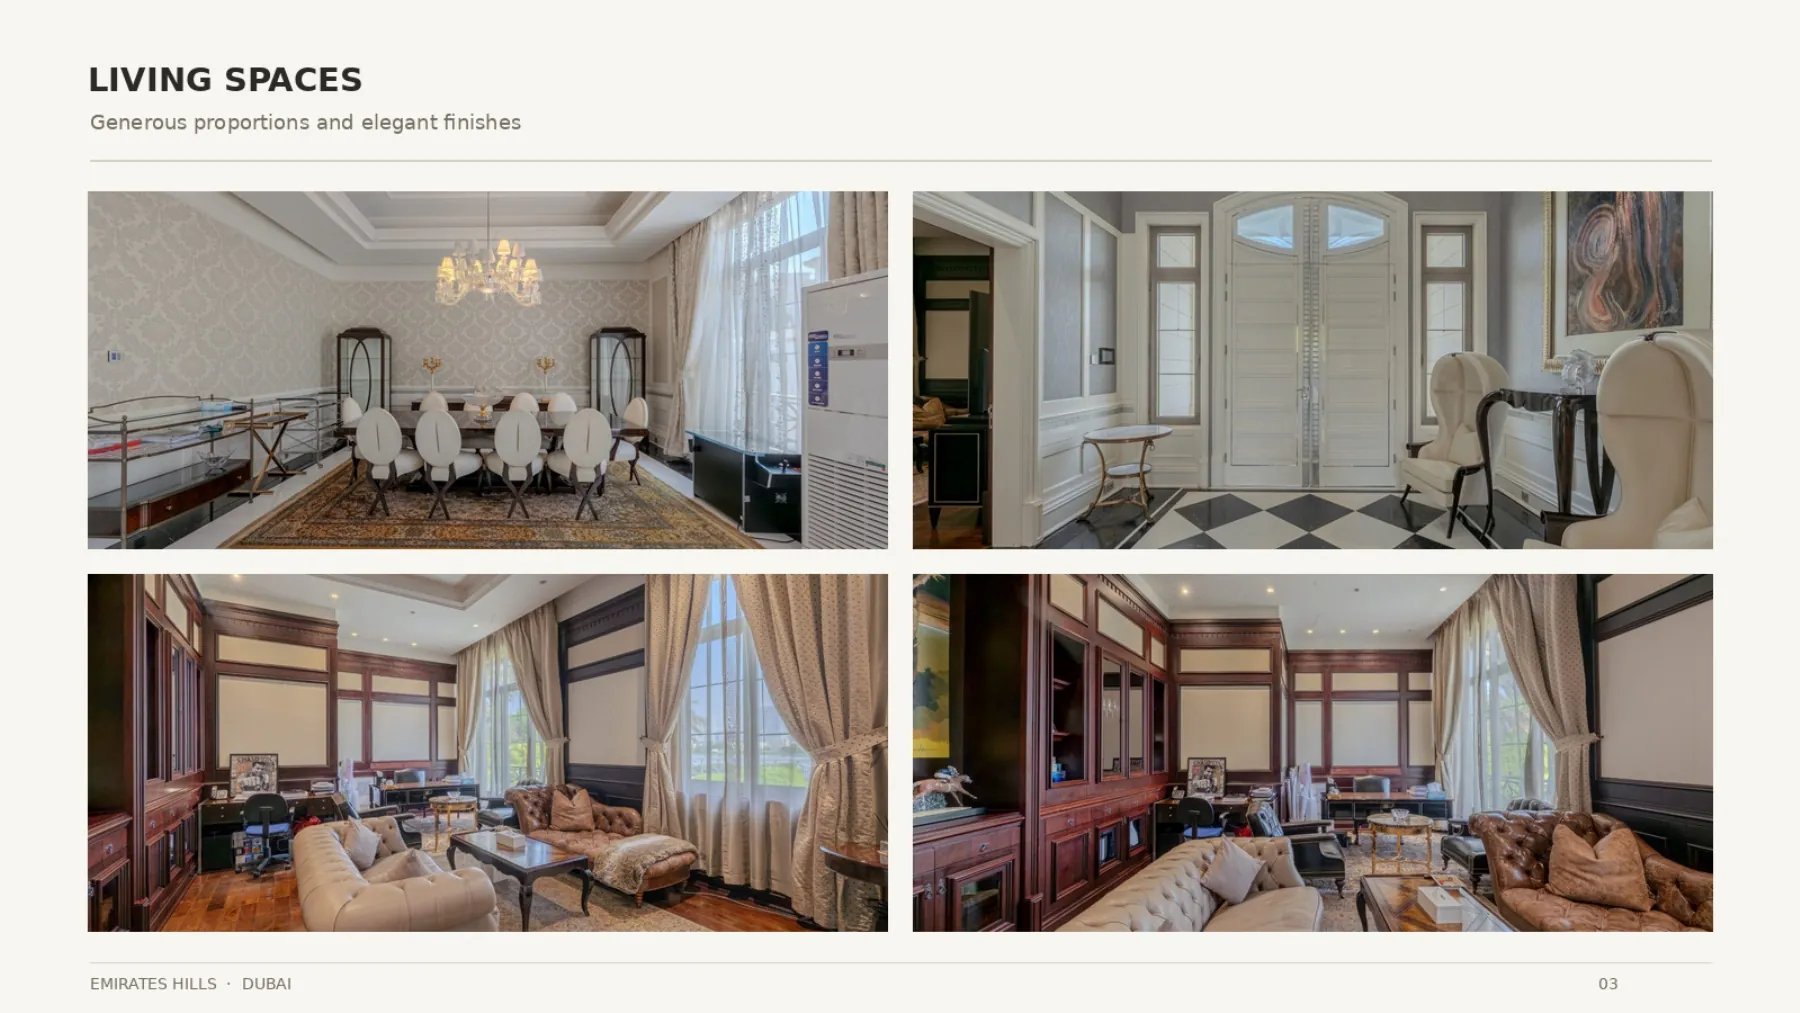 LIVING SPACES
Generous proportions and elegant finishes
EMIRATES HILLS · DUBAI
03